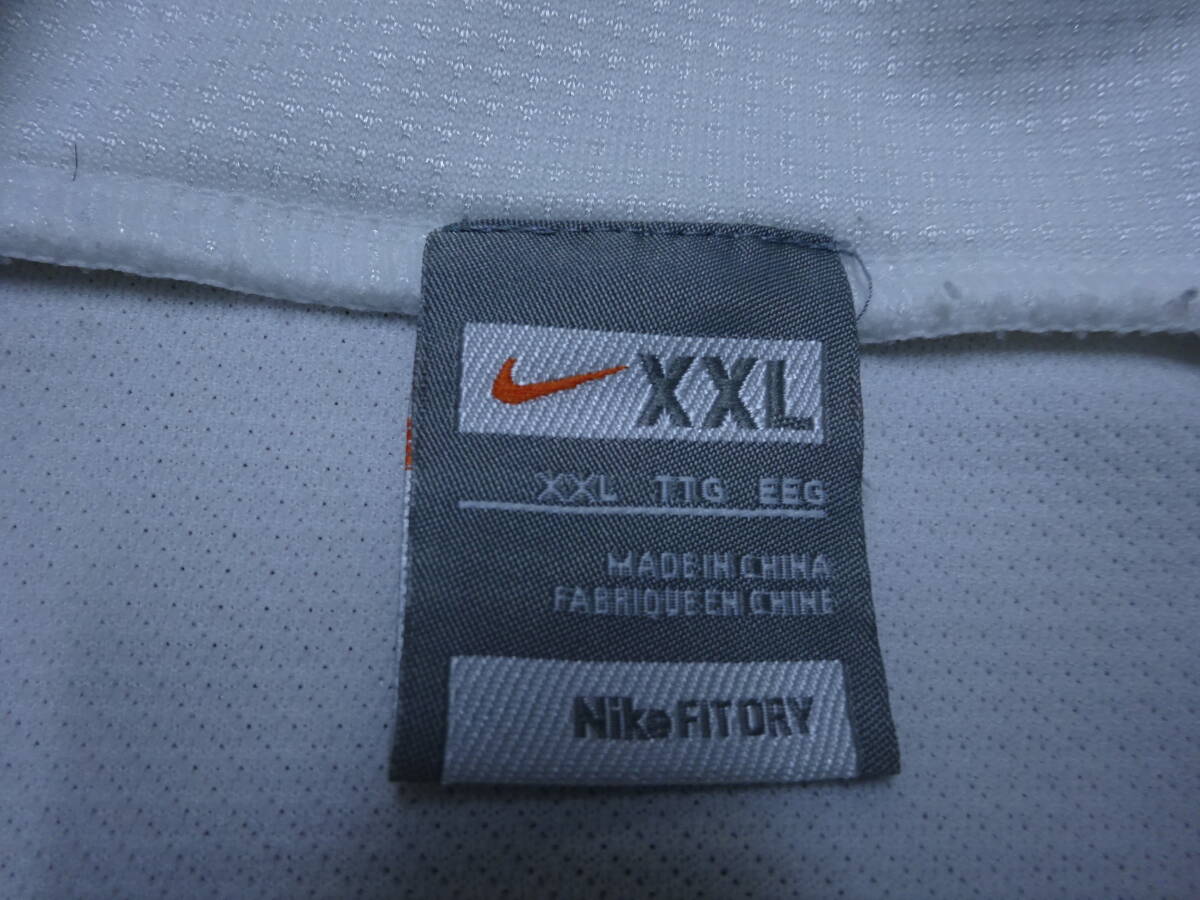 XXL
XXL TTG EEG
MADE IN CHINA
FABRIQUE EN CHINE
Nike FIT DRY